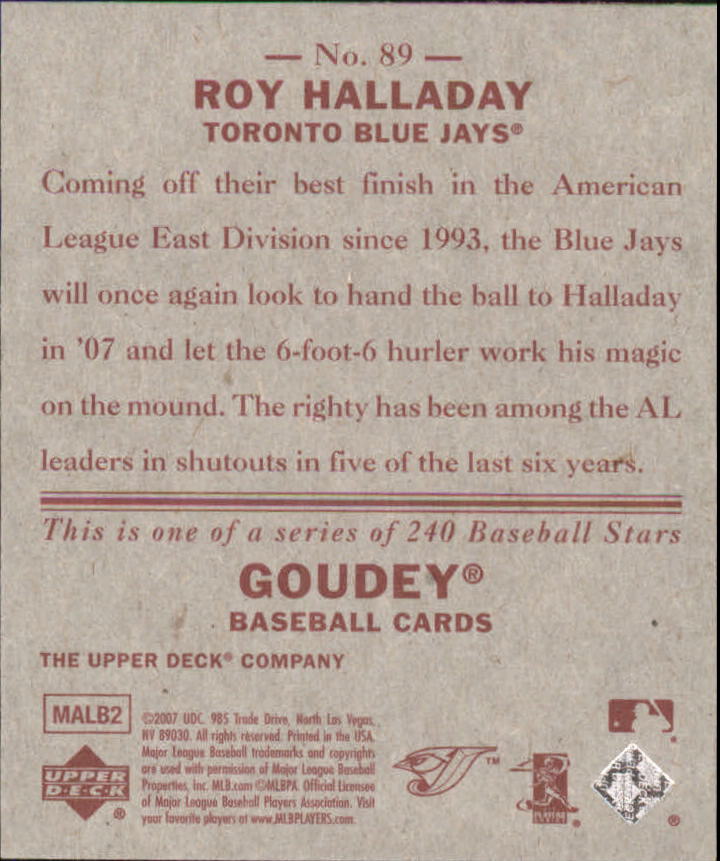 — No. 89 —
ROY HALLADAY
TORONTO BLUE JAYS®
Coming off their best finish in the American
League East Division since 1993, the Blue Jays
will once again look to hand the ball to Halladay
in ’07 and let the 6-foot-6 hurler work his magic
on the mound. The righty has been among the AL
leaders in shutouts in five of the last six years.
This is one of a series of 240 Baseball Stars
GOUDEY®
BASEBALL CARDS
THE UPPER DECK® COMPANY
MALB2
UPPER
D·E·C·K
®
©2007 UDC. 985 Trade Drive, North Las Vegas,
NV 89030. All rights reserved. Printed in the USA.
Major League Baseball trademarks and copyrights
are used with permission of Major League Baseball
Properties, Inc. MLB.com ©MLBPA. Official Licensee
of Major League Baseball Players Association. Visit
your favorite players at www.MLBPLAYERS.com.
™
®
®
®